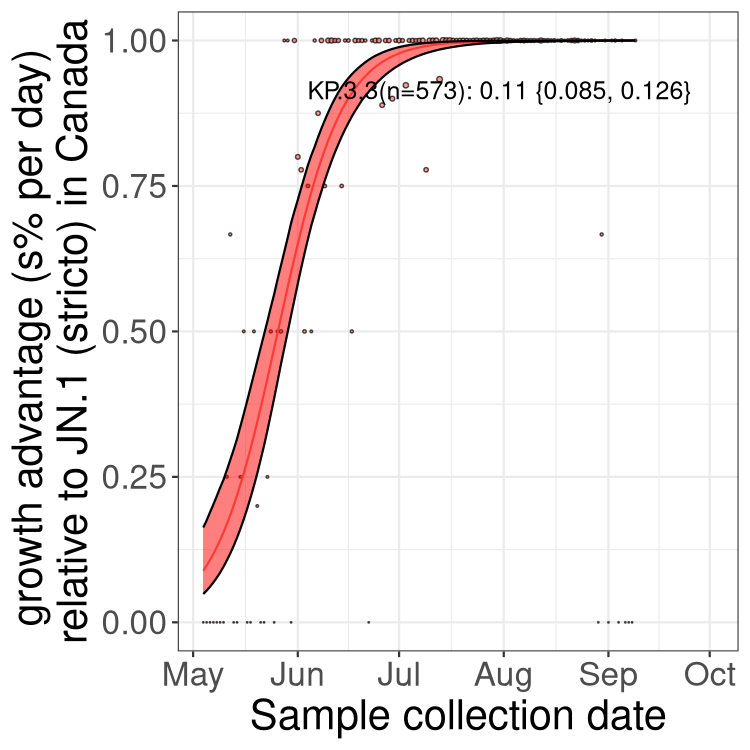 growth advantage (s% per day)
relative to JN.1 (stricto) in Canada
1.00
0.75
0.50
0.25
0.00
KP.3.3(n=573): 0.11 {0.085, 0.126}
May Jun Jul Aug Sep Oct
Sample collection date